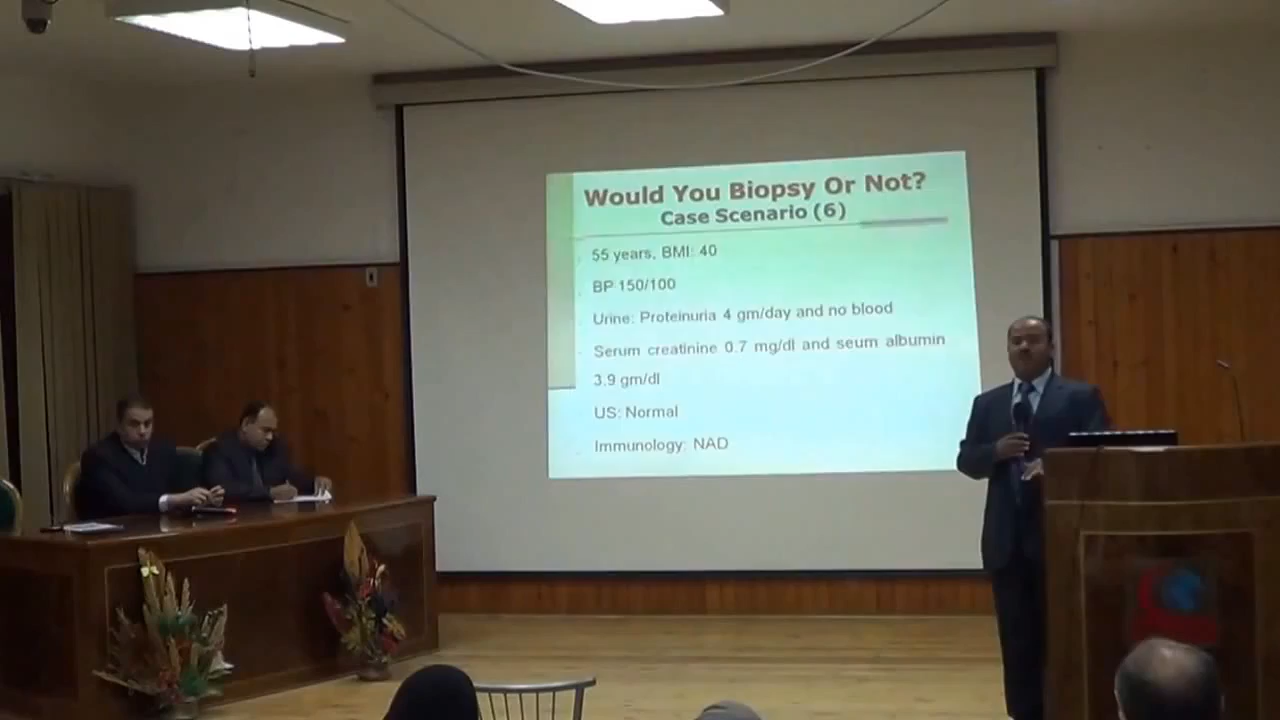 Would You Biopsy Or Not?
Case Scenario (6)
55 years, BMI: 40
BP 150/100
Urine: Proteinuria 4 gm/day and no blood
Serum creatinine 0.7 mg/dl and seum albumin
3.9 gm/dl
US: Normal
Immunology: NAD